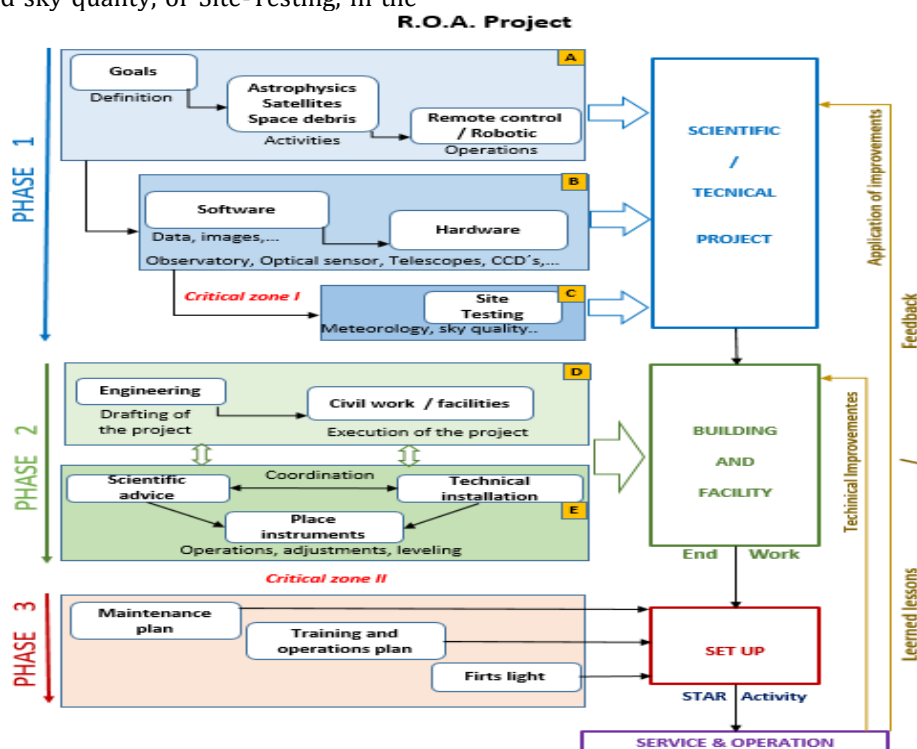 d sky quality, or Site-Testing, in the
R.O.A. Project
PHASE 1
A
Goals
Definition
Astrophysics
Satellites
Space debris
Activities
Remote control
/ Robotic
Operations
B
Software
Data, images,...
Hardware
Observatory, Optical sensor, Telescopes, CCD´s,...
Critical zone I
C
Site
Testing
Meteorology, sky quality..
SCIENTIFIC
/
TECNICAL
PROJECT
PHASE 2
D
Engineering
Drafting of
the project
Civil work / facilities
Execution of the project
Coordination
Scientific
advice
Technical
installation
E
Place
instruments
Operations, adjustments, leveling
BUILDING
AND
FACILITY
End Work
Critical zone II
PHASE 3
Maintenance
plan
Training and
operations plan
Firts light
SET UP
STAR Activity
SERVICE & OPERATION
Techinical Improvementes
Application of improvements
Leerned lessons / Feedback